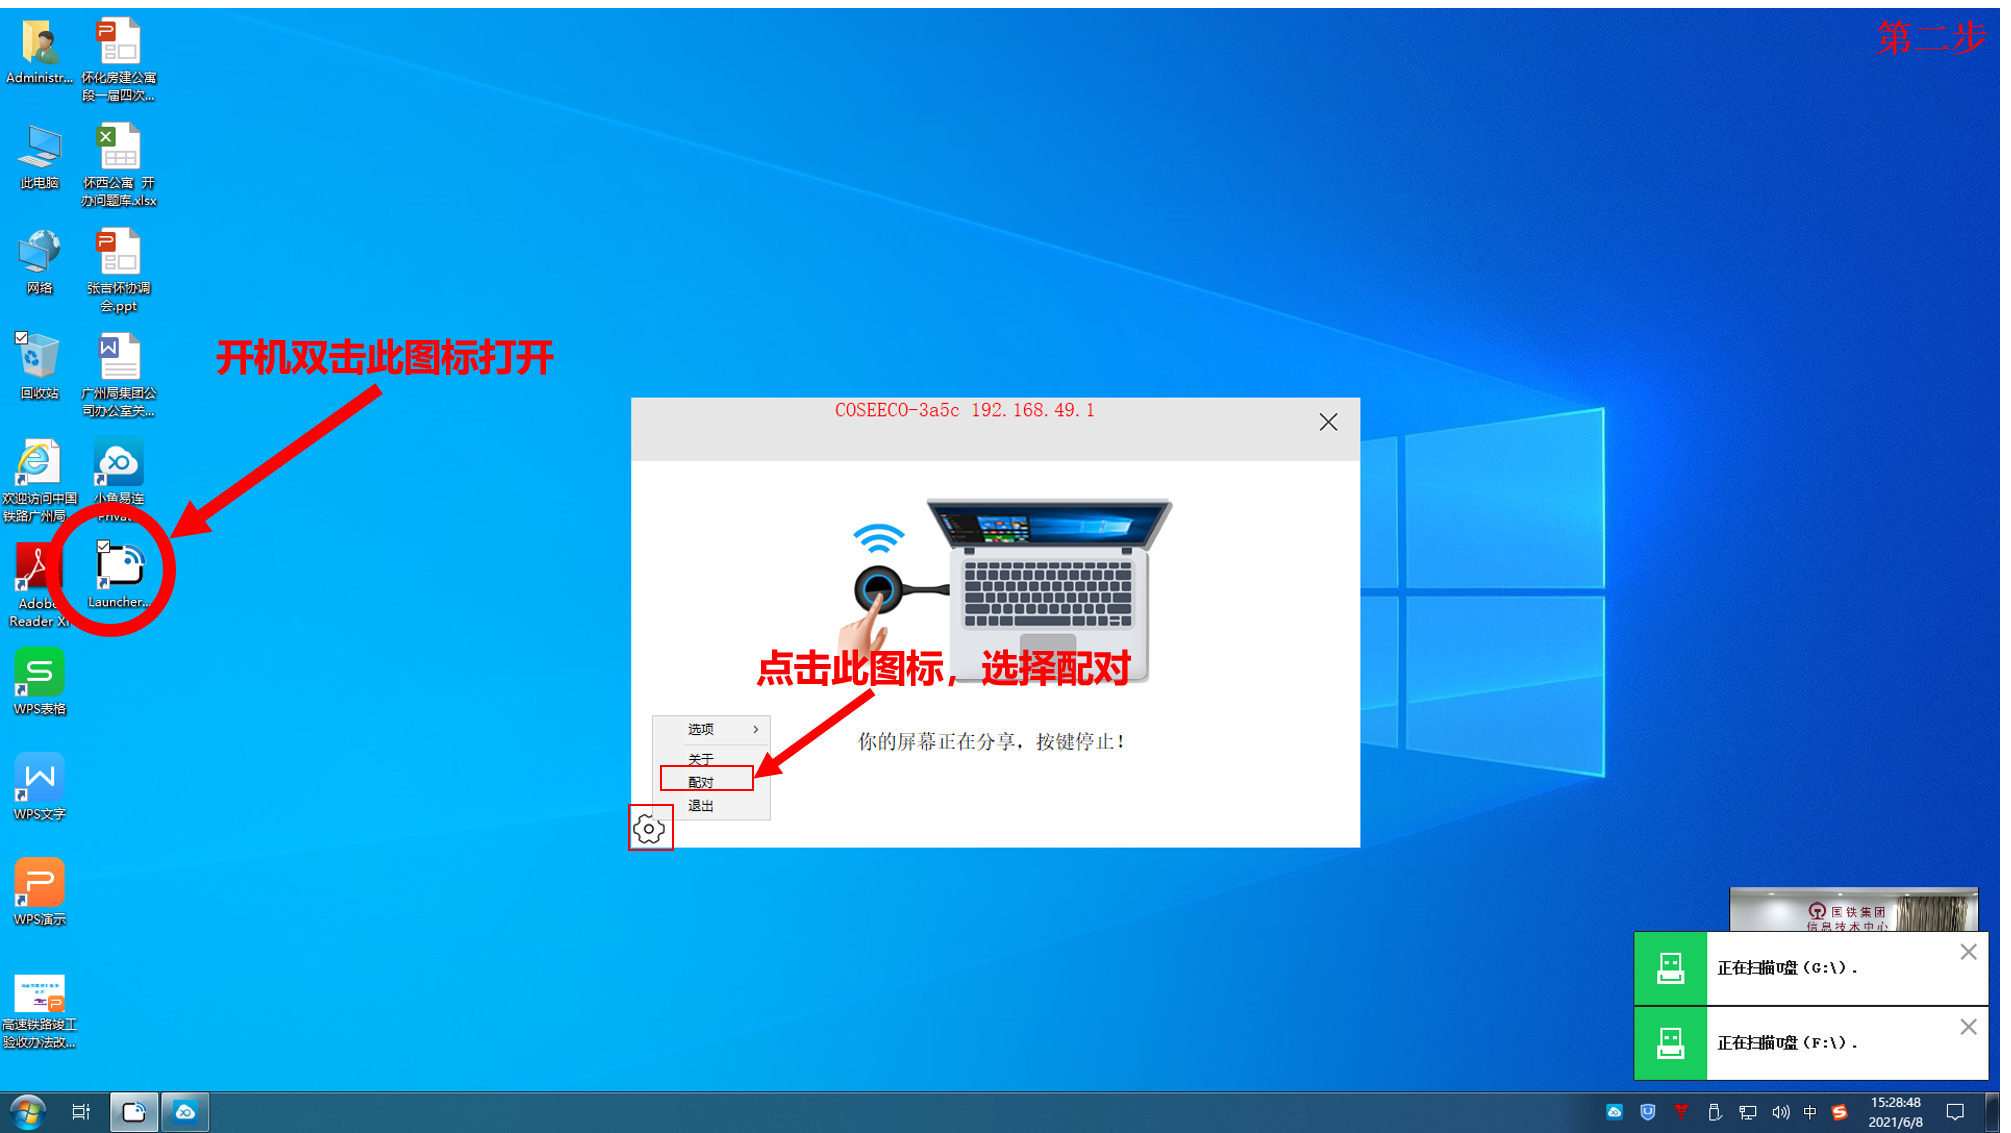 第二步
Administr...
怀化房建公寓
段一届四次...
此电脑
怀西公寓 开
办问题库.xlsx
网络
张吉怀协调
会.ppt
回收站
广州局集团公
司办公室关...
欢迎访问中国
铁路广州局
小鱼易连
Privat
Adobe
Reader XI
Launcher...
WPS表格
WPS文字
WPS演示
高速铁路竣工
验收办法改...
开机双击此图标打开
COSEECO-3a5c 192.168.49.1
点击此图标，选择配对
你的屏幕正在分享，按键停止！
选项
关于
配对
退出
国铁集团
信息技术中心
正在扫描U盘（G:\）.
正在扫描U盘（F:\）.
中
15:28:48
2021/6/8